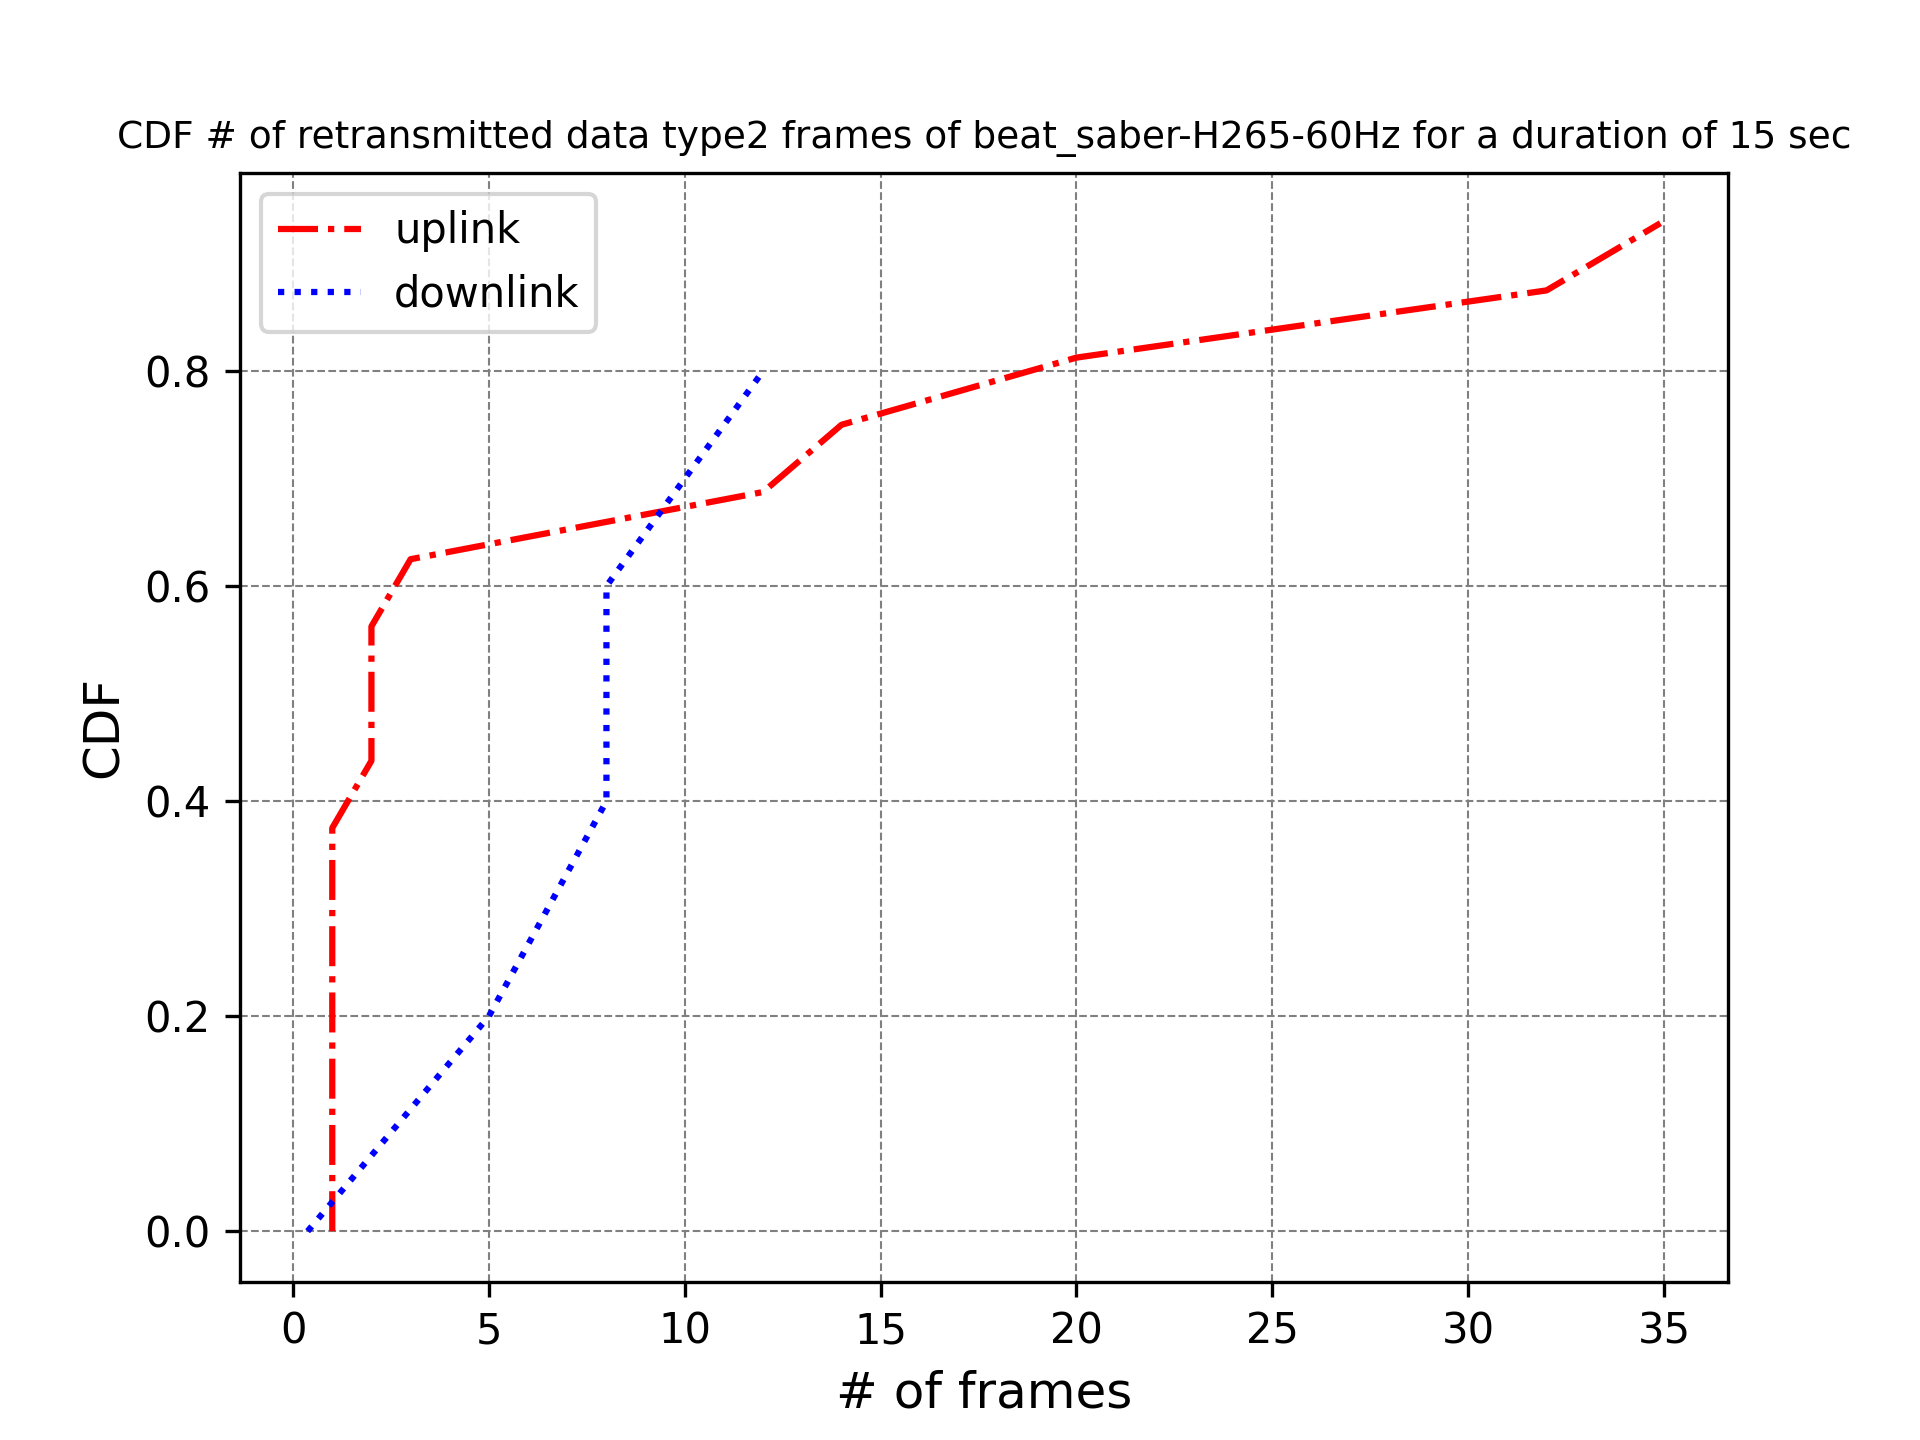 CDF # of retransmitted data type2 frames of beat_saber-H265-60Hz for a duration of 15 sec
uplink
downlink
0.8
0.6
0.4
0.2
0.0
CDF
0 5 10 15 20 25 30 35
# of frames